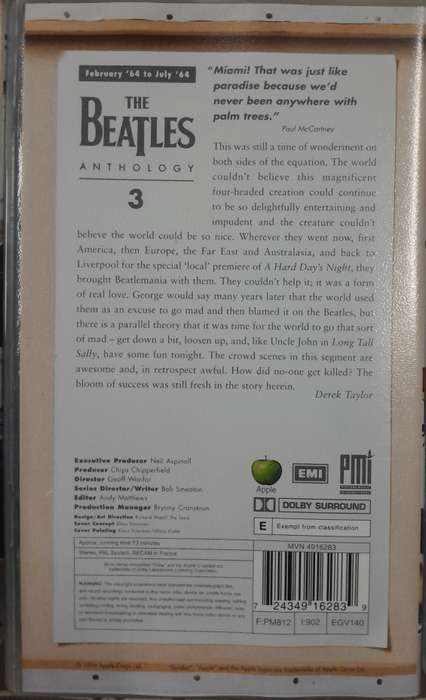 February '64 to July '64
THE
BEATLES
ANTHOLOGY
3
"Miami! That was just like
paradise because we'd
never been anywhere with
palm trees."
Paul McCartney
This was still a time of wonderment on
both sides of the equation. The world
couldn't believe this magnificent
four-headed creation could continue
to be so delightfully entertaining and
impudent and the creature couldn't
believe the world could be so nice. Wherever they went now, first
America, then Europe, the Far East and Australasia, and back to
Liverpool for the special 'local' premiere of A Hard Day's Night, they
brought Beatlemania with them. They couldn't help it; it was a form
of real love. George would say many years later that the world used
them as an excuse to go mad and then blamed it on the Beatles, but
there is a parallel theory that it was time for the world to go that sort
of mad – get down a bit, loosen up, and, like Uncle John in Long Tall
Sally, have some fun tonight. The crowd scenes in this segment are
awesome and, in retrospect awful. How did no-one get killed? The
bloom of success was still fresh in the story herein.
Derek Taylor
Executive Producer Neil Aspinall
Producer Chips Chipperfield
Director Geoff Wonfor
Series Director/Writer Bob Smeaton
Editor Andy Matthews
Production Manager Bryony Cranstoun
Apple
EMI
PMI
DOLBY SURROUND
E Exempt from classification
MVN 4916283
7 24349 16283 9
F:PM812 I:902 EGV140